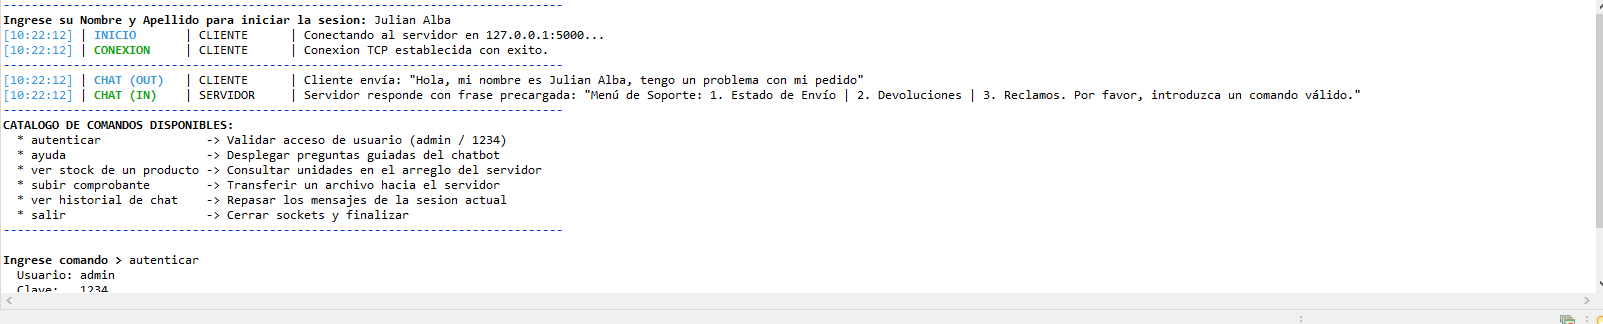 --------------------------------------------------------------------------------
Ingrese su Nombre y Apellido para iniciar la sesion: Julian Alba
[10:22:12] | INICIO       | CLIENTE      | Conectando al servidor en 127.0.0.1:5000...
[10:22:12] | CONEXION     | CLIENTE      | Conexion TCP establecida con exito.
--------------------------------------------------------------------------------
[10:22:12] | CHAT (OUT)   | CLIENTE      | Cliente envía: "Hola, mi nombre es Julian Alba, tengo un problema con mi pedido"
[10:22:12] | CHAT (IN)    | SERVIDOR     | Servidor responde con frase precargada: "Menú de Soporte: 1. Estado de Envío | 2. Devoluciones | 3. Reclamos. Por favor, introduzca un comando válido."
--------------------------------------------------------------------------------
CATALOGO DE COMANDOS DISPONIBLES:
  * autenticar               -> Validar acceso de usuario (admin / 1234)
  * ayuda                    -> Desplegar preguntas guiadas del chatbot
  * ver stock de un producto -> Consultar unidades en el arreglo del servidor
  * subir comprobante        -> Transferir un archivo hacia el servidor
  * ver historial de chat    -> Repasar los mensajes de la sesion actual
  * salir                    -> Cerrar sockets y finalizar
--------------------------------------------------------------------------------
Ingrese comando > autenticar
  Usuario: admin
  Clave:   1234